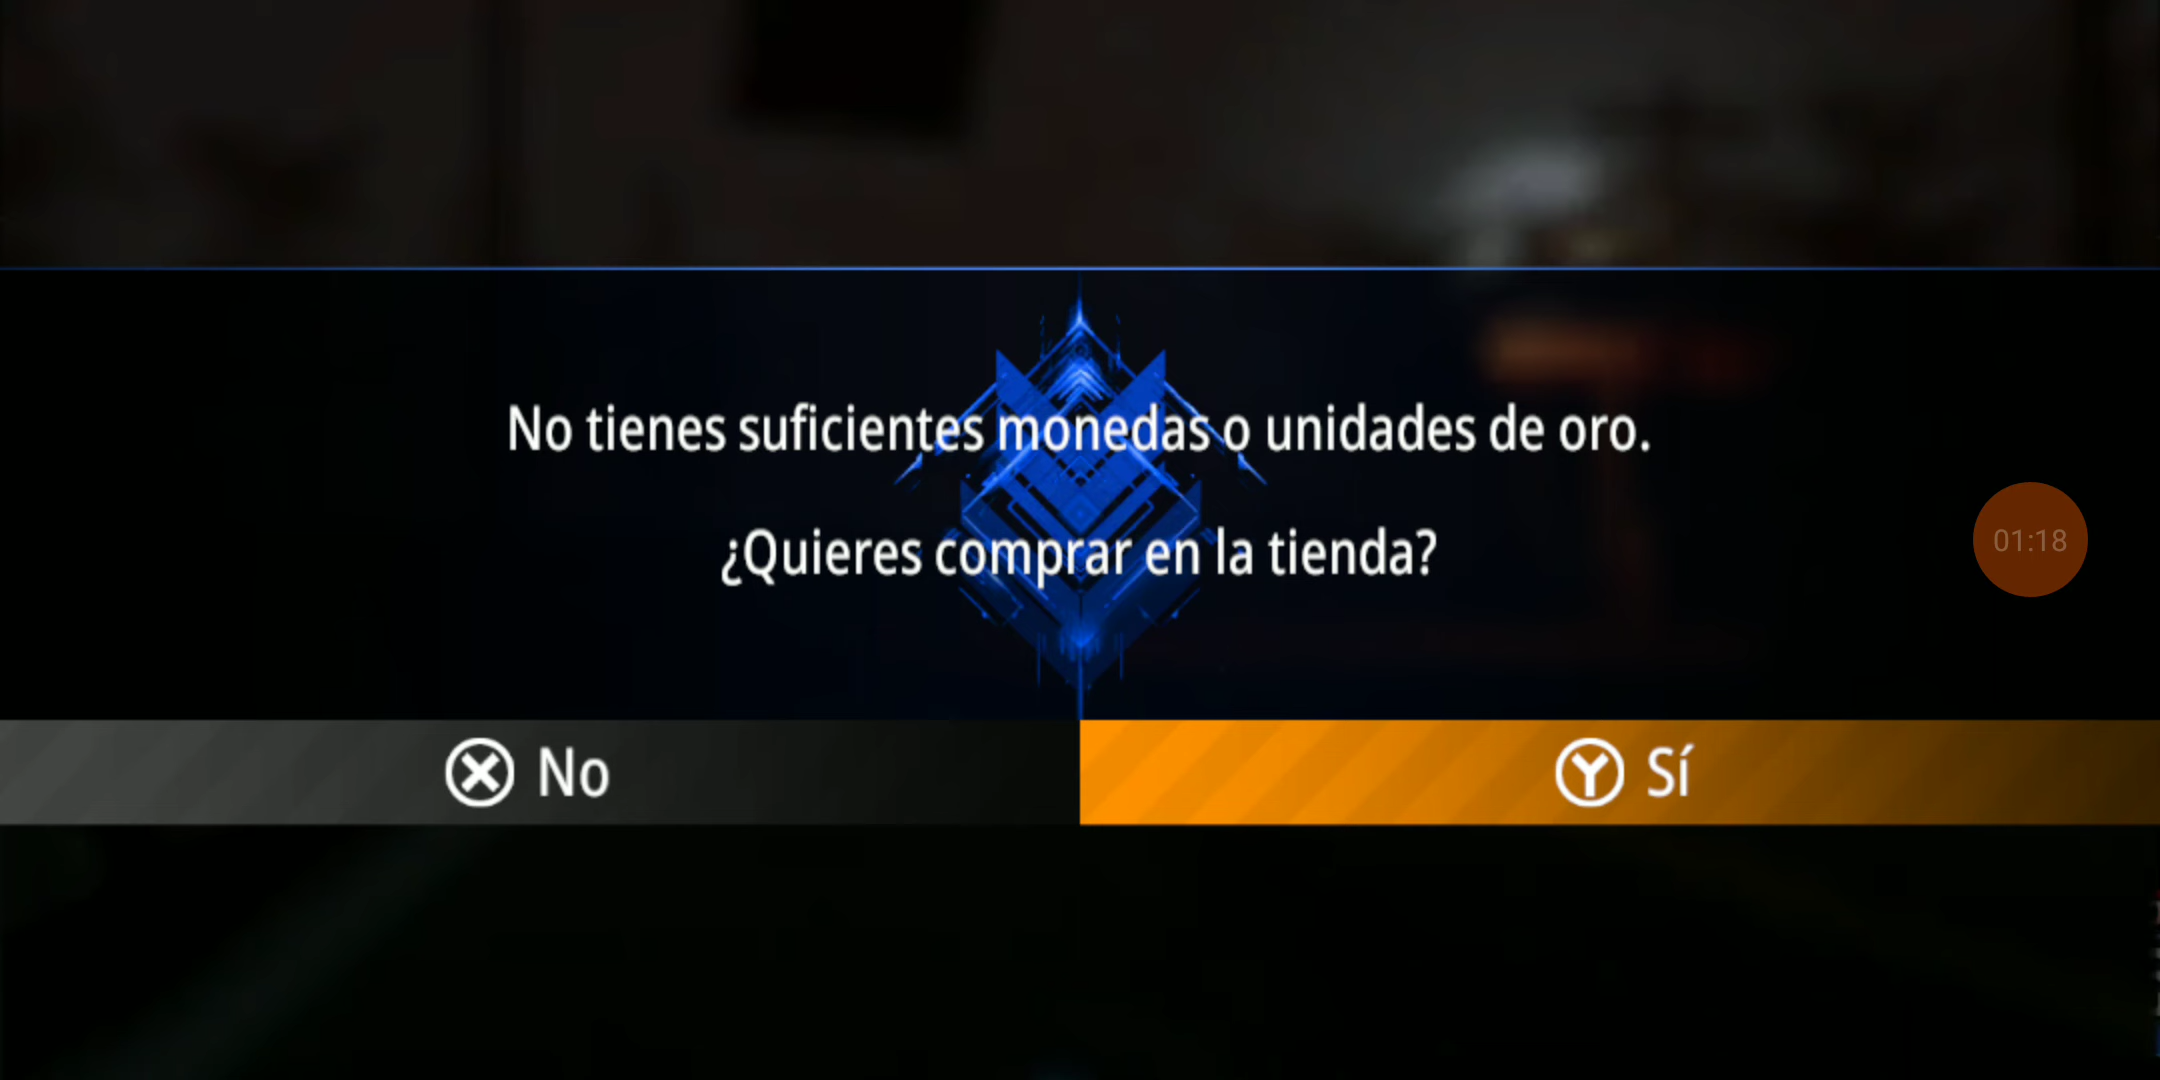 No tienes suficientes monedas o unidades de oro.
¿Quieres comprar en la tienda?
01:18
X No
Y Sí